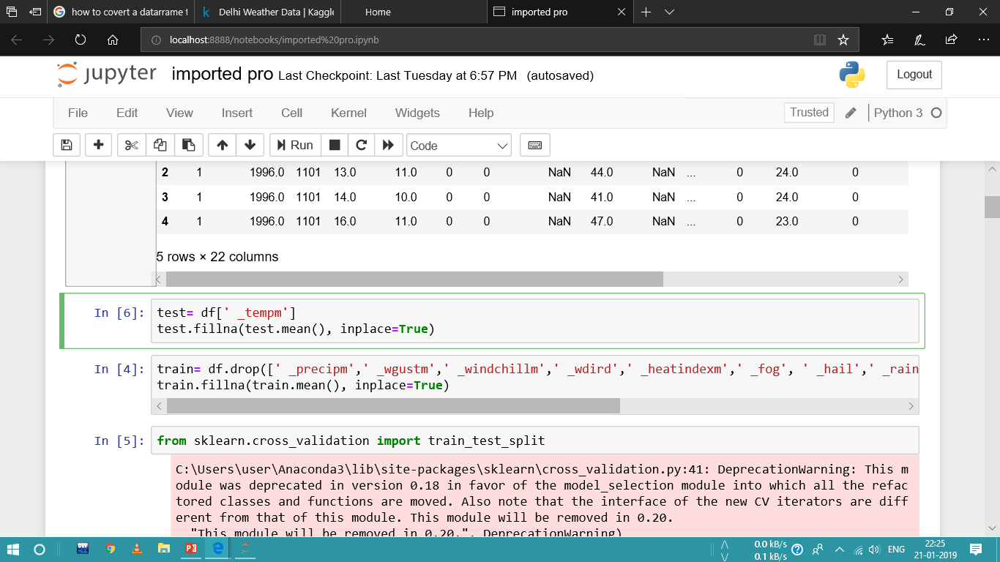 how to covert a datarrame t
Delhi Weather Data | Kaggle
Home
imported pro
localhost:8888/notebooks/imported%20pro.ipynb
jupyter imported pro Last Checkpoint: Last Tuesday at 6:57 PM (autosaved)
Logout
File Edit View Insert Cell Kernel Widgets Help Trusted Python 3
Run Code
2 1 1996.0 1101 13.0 11.0 0 0 NaN 44.0 NaN ... 0 24.0 0
3 1 1996.0 1101 14.0 10.0 0 0 NaN 41.0 NaN ... 0 24.0 0
4 1 1996.0 1101 16.0 11.0 0 0 NaN 47.0 NaN ... 0 23.0 0
5 rows × 22 columns
In [6]: test= df[' _tempm']
test.fillna(test.mean(), inplace=True)
In [4]: train= df.drop([' _precipm',' _wgustm',' _windchillm',' _wdird',' _heatindexm',' _fog', ' _hail',' _rain
train.fillna(train.mean(), inplace=True)
In [5]: from sklearn.cross_validation import train_test_split
C:\Users\user\Anaconda3\lib\site-packages\sklearn\cross_validation.py:41: DeprecationWarning: This m
odule was deprecated in version 0.18 in favor of the model_selection module into which all the refac
tored classes and functions are moved. Also note that the interface of the new CV iterators are diff
erent from that of this module. This module will be removed in 0.20.
"This module will be removed in 0.20.", DeprecationWarning)
0.0 kB/s
0.1 kB/s
ENG
22:25
21-01-2019